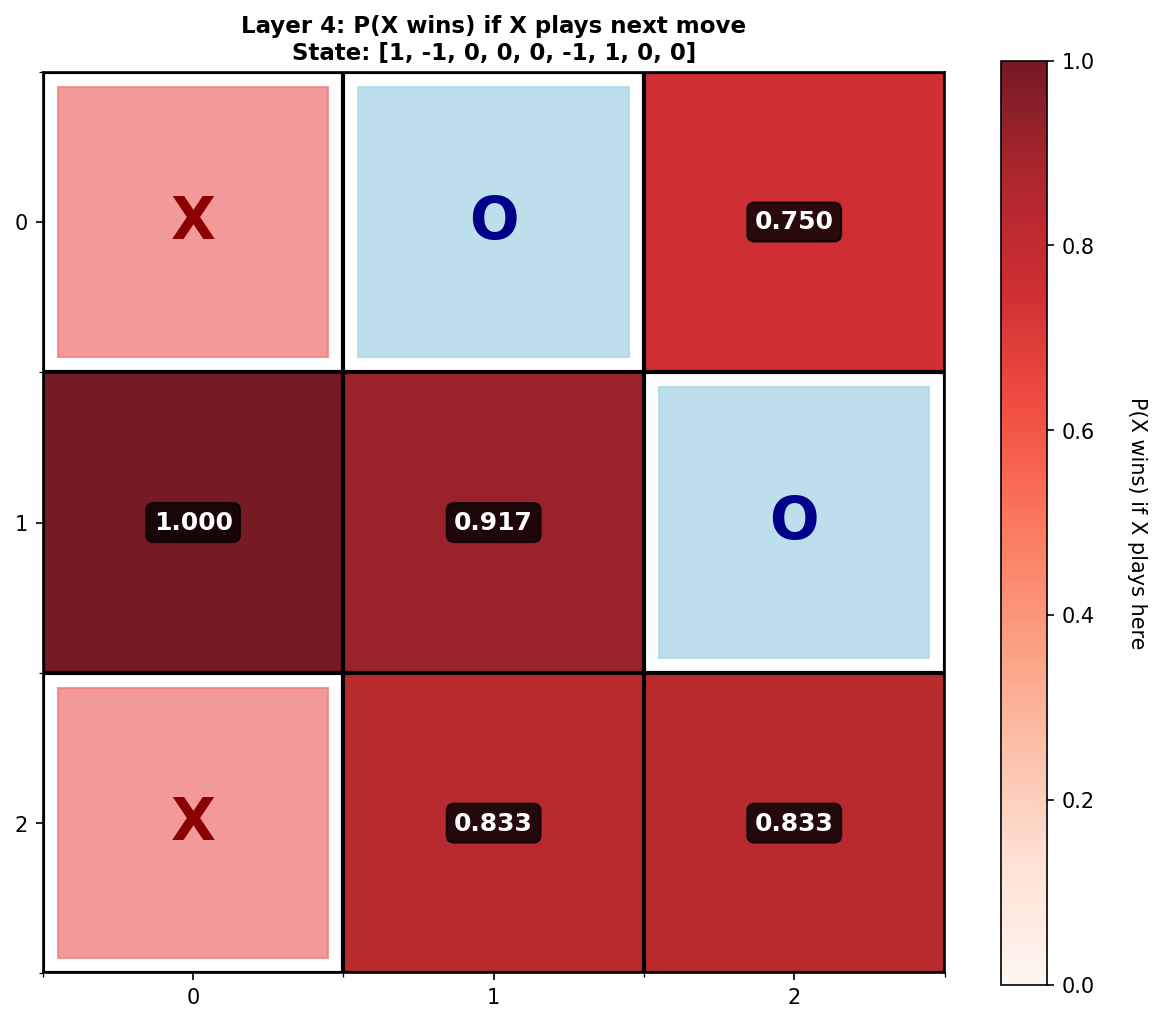 Layer 4: P(X wins) if X plays next move
State: [1, -1, 0, 0, 0, -1, 1, 0, 0]
X
O
0.750
1.000
0.917
O
X
0.833
0.833
0
1
2
0
1
2
1.0
0.8
0.6
0.4
0.2
0.0
P(X wins) if X plays here